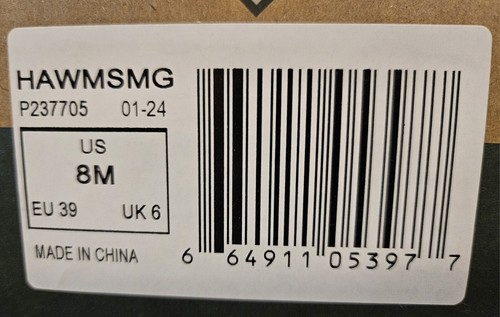 HAWMSMG
P237705 01-24
US
8M
EU 39 UK 6
MADE IN CHINA
6 64911 05397 7